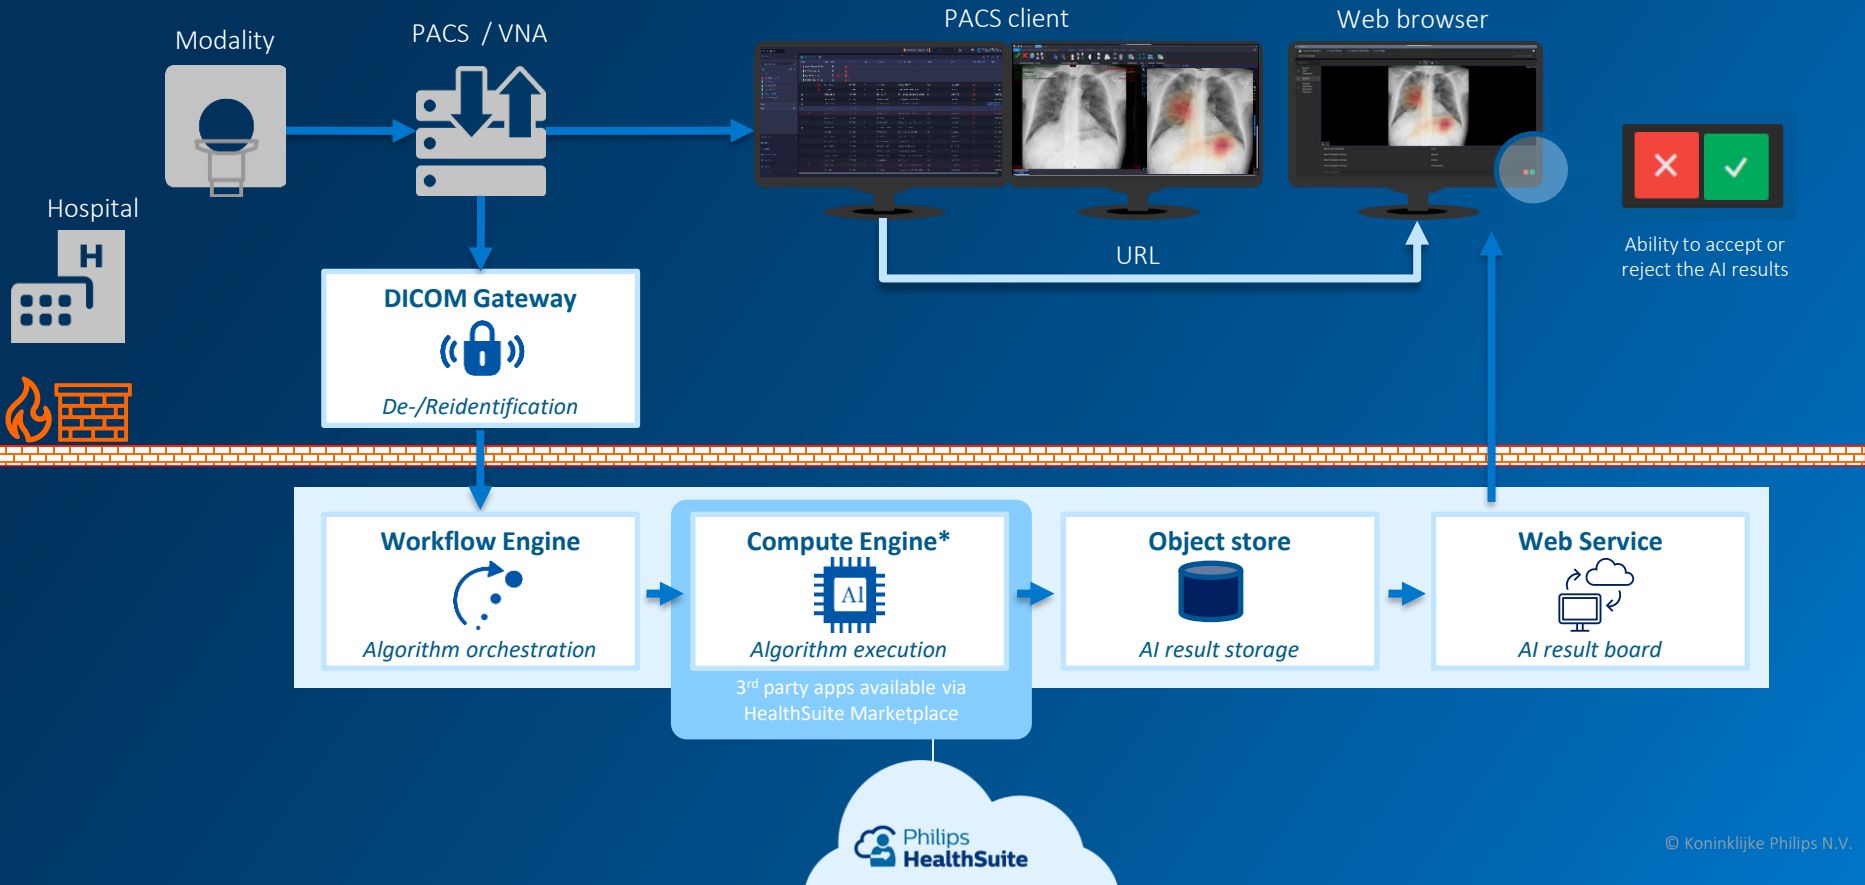 Modality
PACS / VNA
PACS client
Web browser
Hospital
H
URL
Ability to accept or
reject the AI results
DICOM Gateway
De-/Reidentification
Workflow Engine
Algorithm orchestration
Compute Engine*
AI
Algorithm execution
3rd party apps available via
HealthSuite Marketplace
Object store
AI result storage
Web Service
AI result board
Philips
HealthSuite
© Koninklijke Philips N.V.